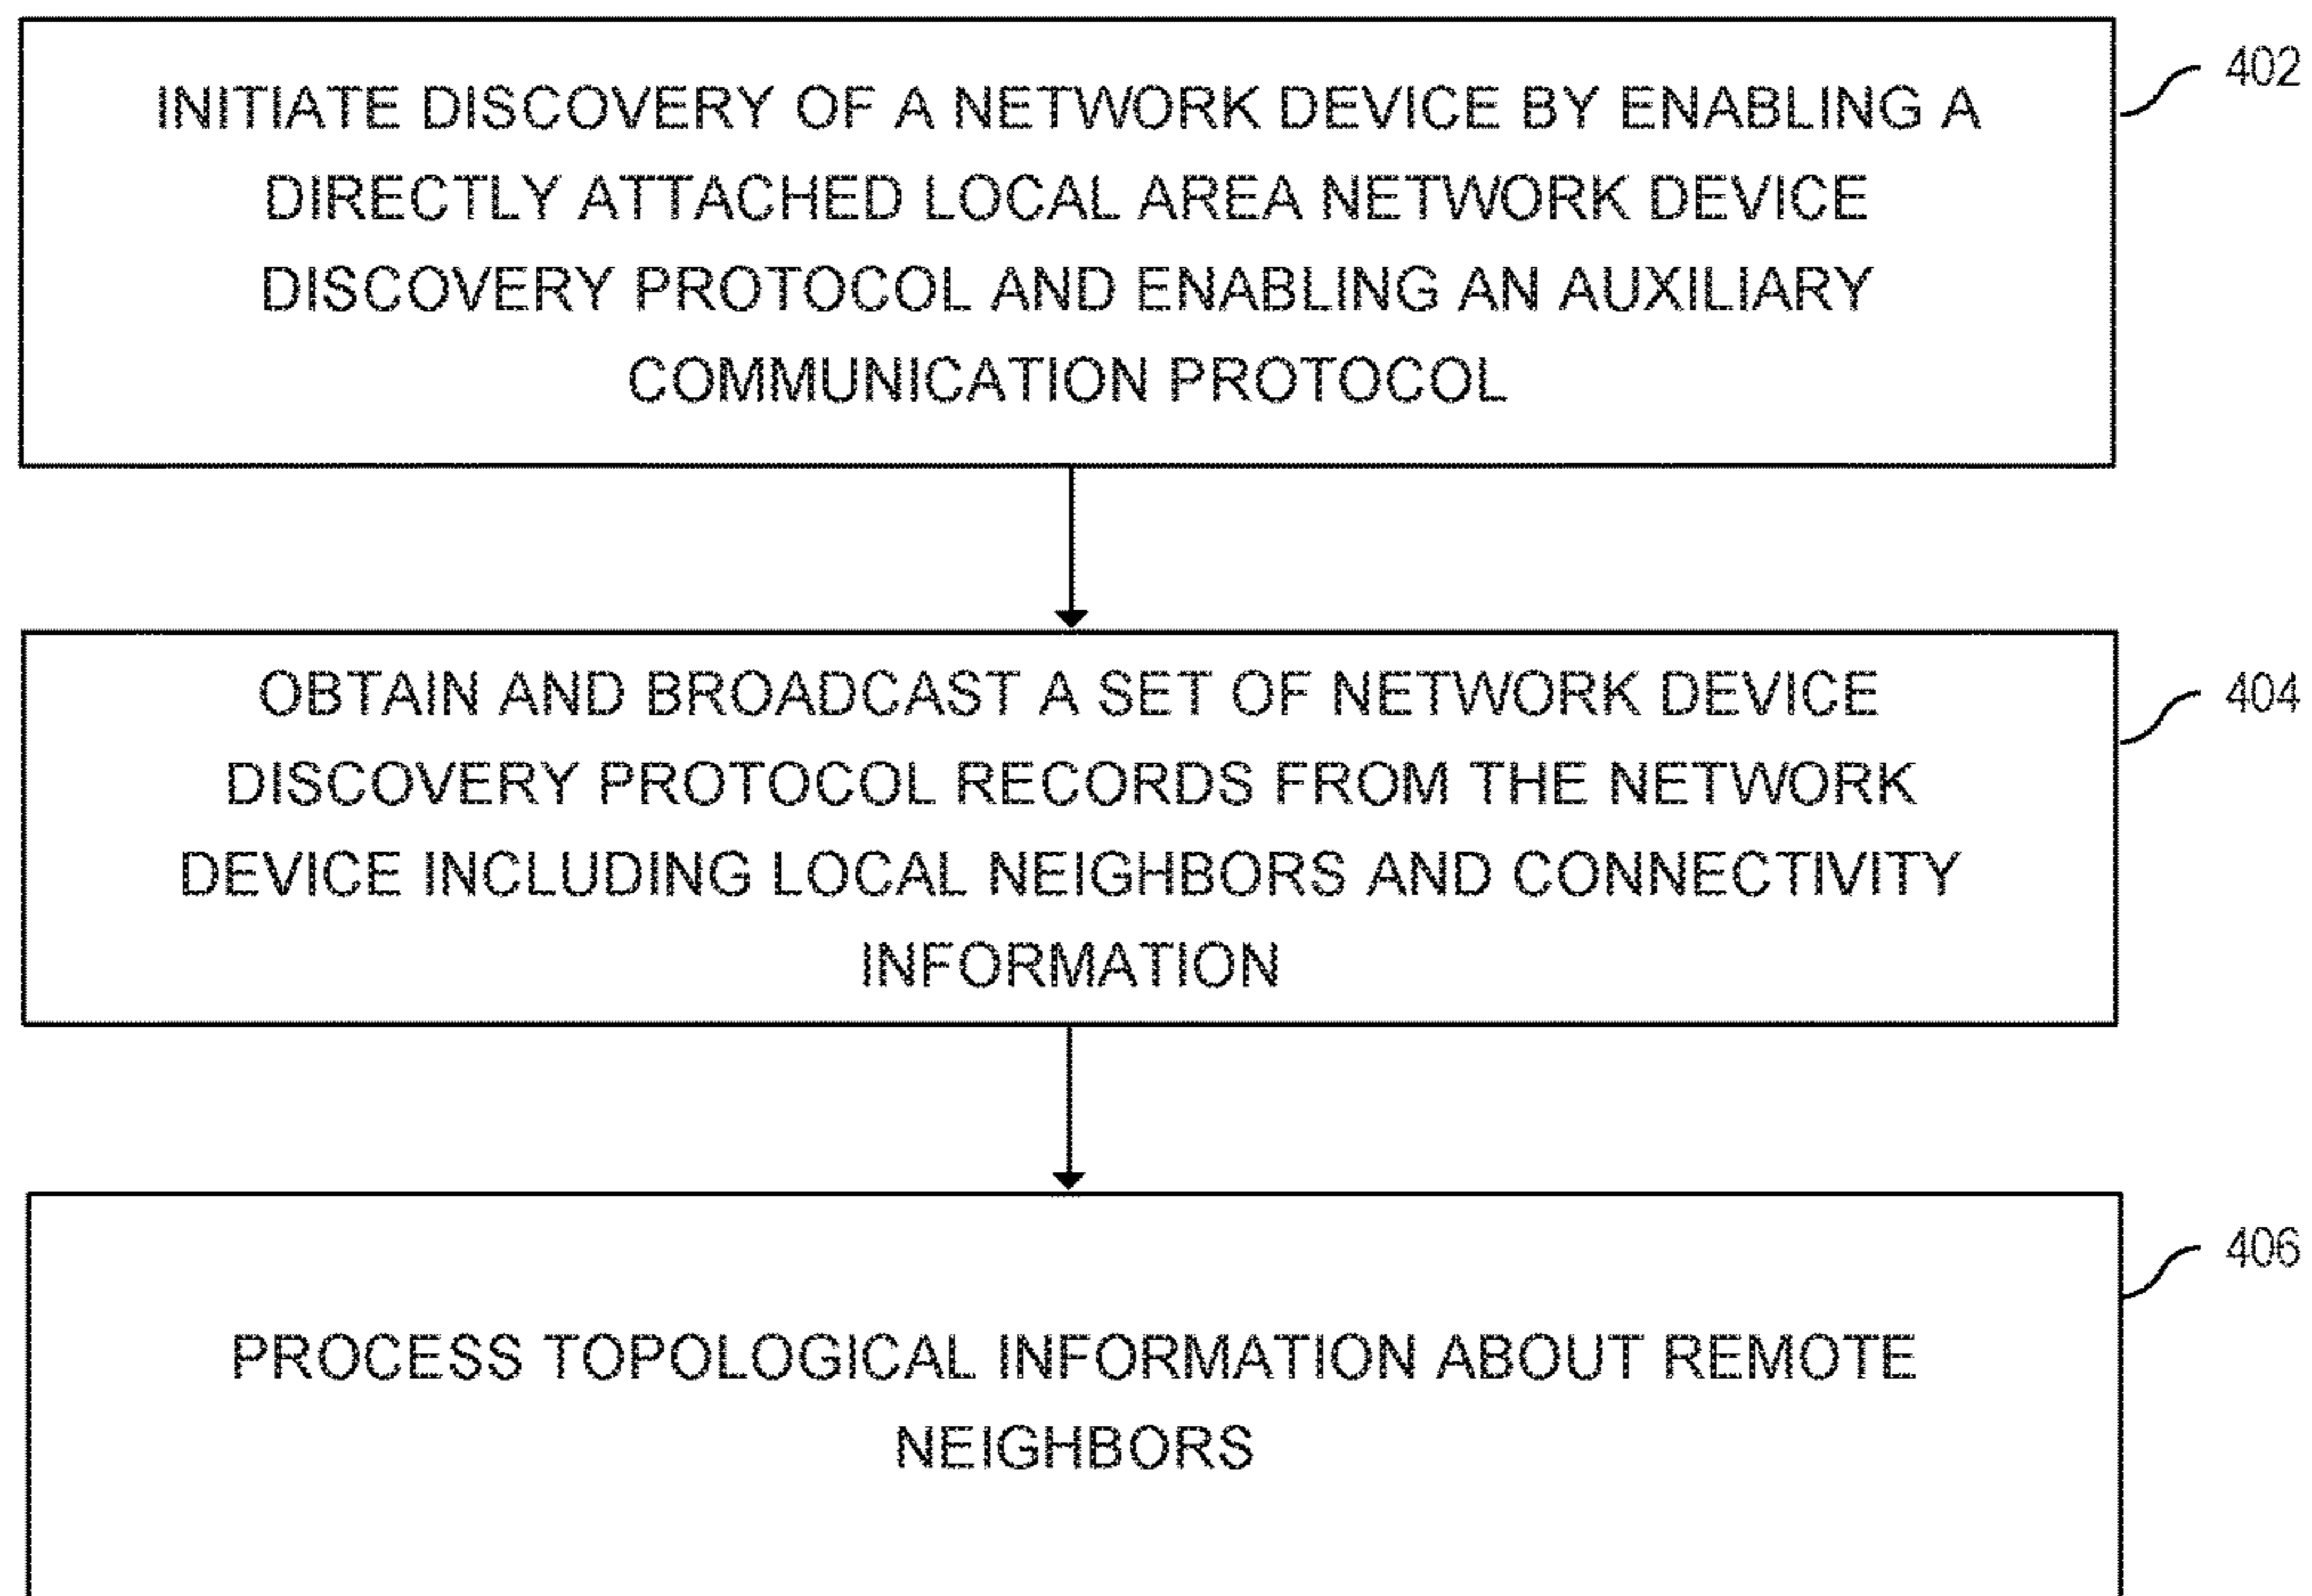 INITIATE DISCOVERY OF A NETWORK DEVICE BY ENABLING A
DIRECTLY ATTACHED LOCAL AREA NETWORK DEVICE
DISCOVERY PROTOCOL AND ENABLING AN AUXILIARY
COMMUNICATION PROTOCOL
402
OBTAIN AND BROADCAST A SET OF NETWORK DEVICE
DISCOVERY PROTOCOL RECORDS FROM THE NETWORK
DEVICE INCLUDING LOCAL NEIGHBORS AND CONNECTIVITY
INFORMATION
404
PROCESS TOPOLOGICAL INFORMATION ABOUT REMOTE
NEIGHBORS
406